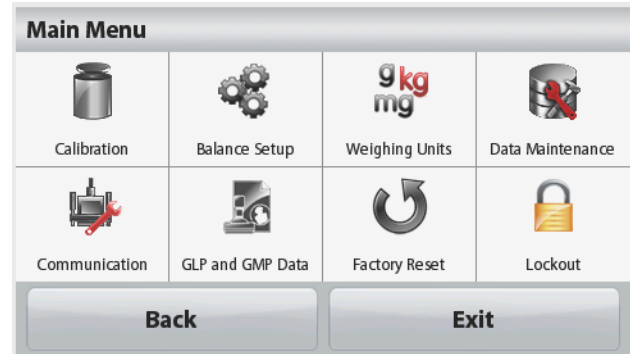 Main Menu
g kg
mg
Calibration
Balance Setup
Weighing Units
Data Maintenance
Communication
GLP and GMP Data
Factory Reset
Lockout
Back
Exit